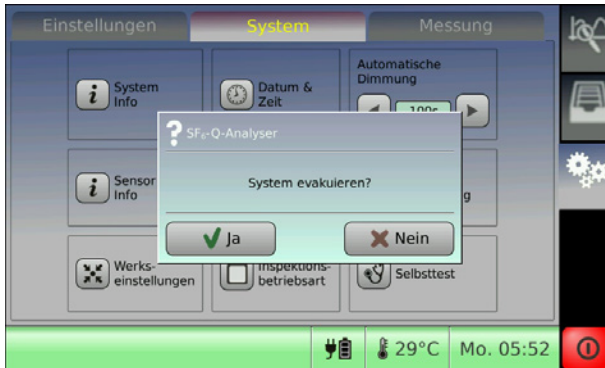 Einstellungen
System
Messung
System
Info
Datum &
Zeit
Automatische
Dimmung
100s
SF₆-Q-Analyser
System evakuieren?
Ja
Nein
Sensor
Info
g
Werks-
einstellungen
Inspektions-
betriebsart
Selbsttest
29°C
Mo. 05:52